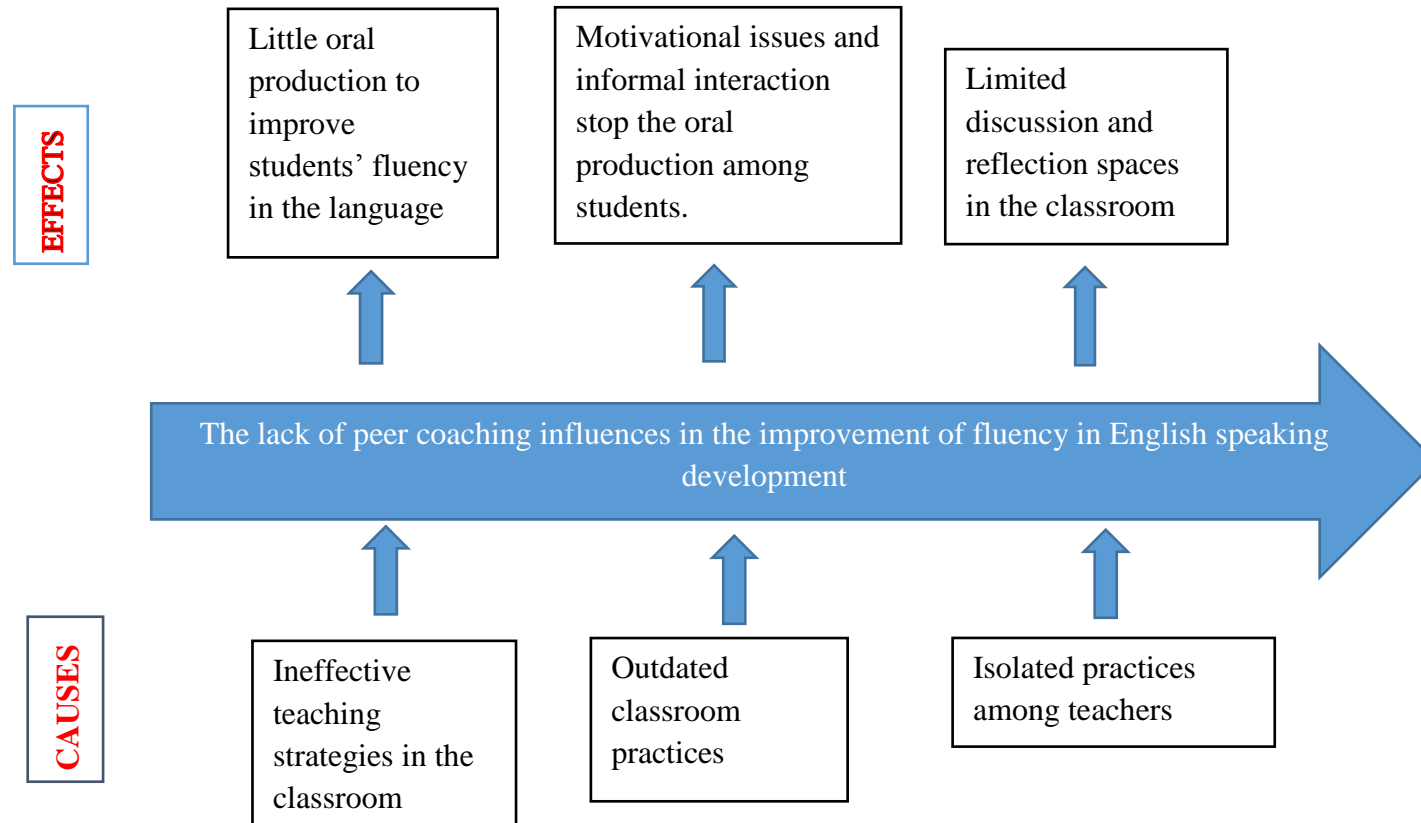 EFFECTS
Little oral
production to
improve
students’ fluency
in the language
Motivational issues and
informal interaction
stop the oral
production among
students.
Limited
discussion and
reflection spaces
in the classroom
The lack of peer coaching influences in the improvement of fluency in English speaking
development
CAUSES
Ineffective
teaching
strategies in the
classroom
Outdated
classroom
practices
Isolated practices
among teachers